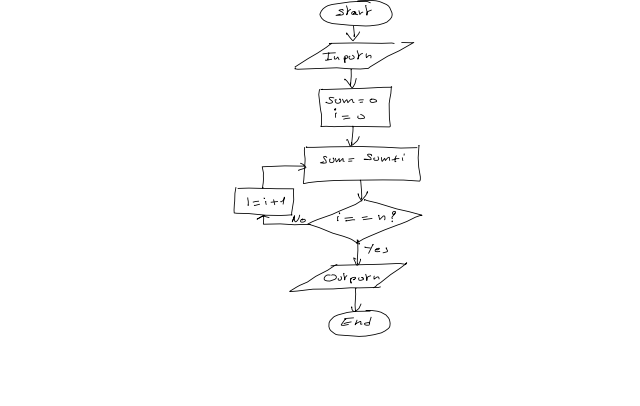 Start
Input n
Sum = 0
i = 0
Sum = Sum+i
I = i + 1
No
i = = n?
Yes
Output n
End